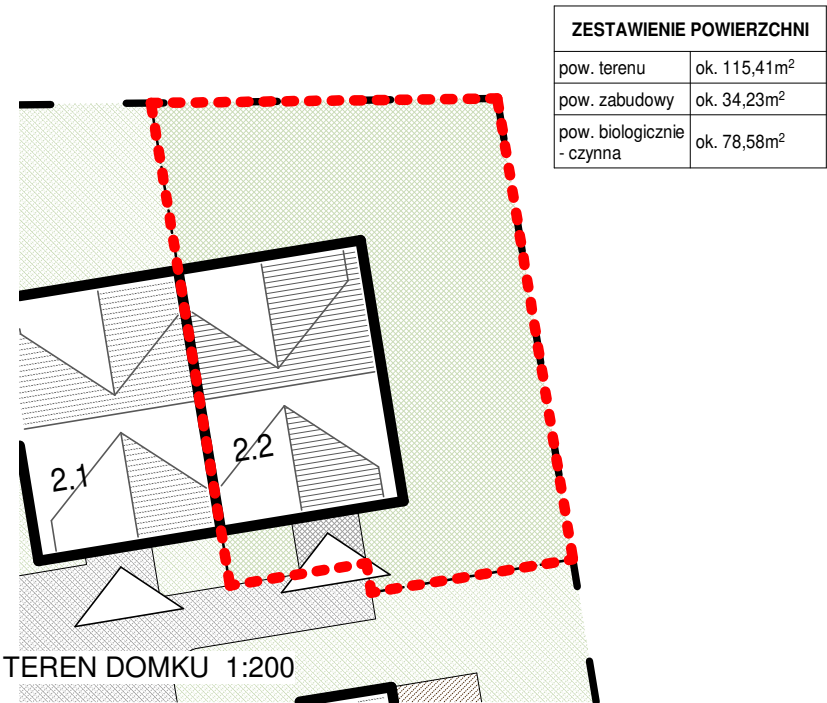 ZESTAWIENIE POWIERZCHNI
pow. terenu ok. 115,41m²
pow. zabudowy ok. 34,23m²
pow. biologicznie
- czynna ok. 78,58m²
2.1
2.2
TEREN DOMKU 1:200